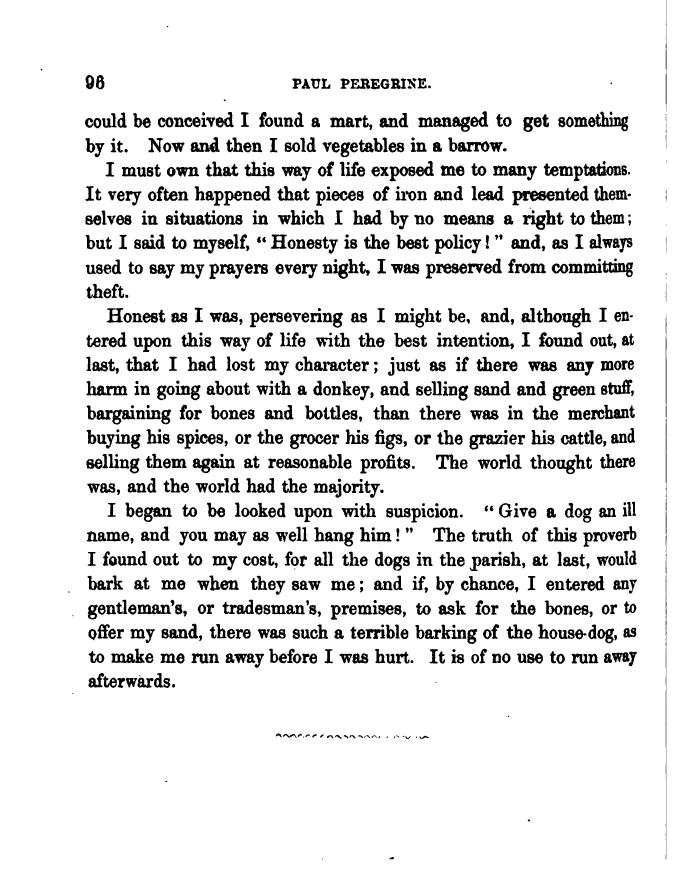 96 PAUL PEREGRINE.
could be conceived I found a mart, and managed to get something
by it. Now and then I sold vegetables in a barrow.
I must own that this way of life exposed me to many temptations.
It very often happened that pieces of iron and lead presented them-
selves in situations in which I had by no means a right to them;
but I said to myself, “Honesty is the best policy!” and, as I always
used to say my prayers every night, I was preserved from committing
theft.
Honest as I was, persevering as I might be, and, although I en-
tered upon this way of life with the best intention, I found out, at
last, that I had lost my character; just as if there was any more
harm in going about with a donkey, and selling sand and green stuff,
bargaining for bones and bottles, than there was in the merchant
buying his spices, or the grocer his figs, or the grazier his cattle, and
selling them again at reasonable profits. The world thought there
was, and the world had the majority.
I began to be looked upon with suspicion. “Give a dog an ill
name, and you may as well hang him!” The truth of this proverb
I found out to my cost, for all the dogs in the parish, at last, would
bark at me when they saw me; and if, by chance, I entered any
gentleman's, or tradesman's, premises, to ask for the bones, or to
offer my sand, there was such a terrible barking of the house-dog, as
to make me run away before I was hurt. It is of no use to run away
afterwards.